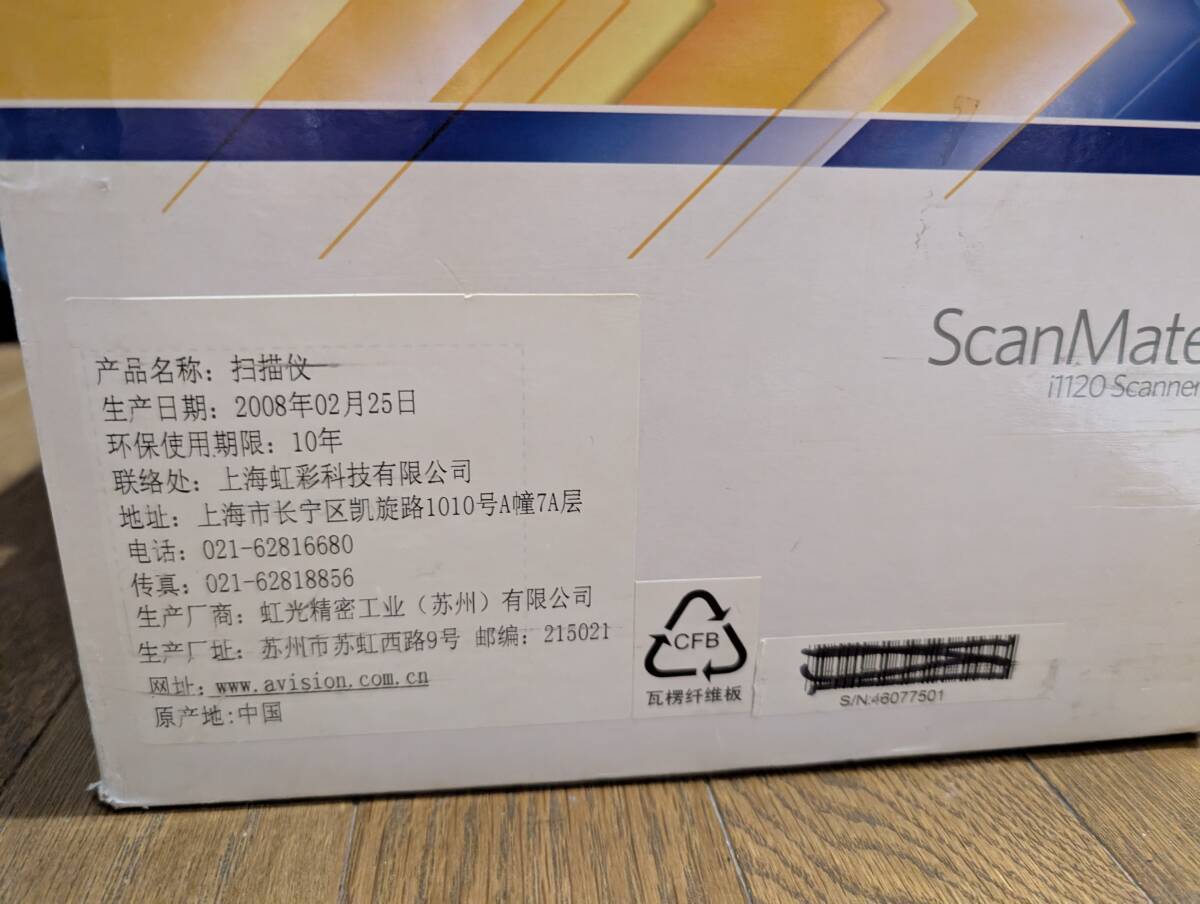 ScanMate
i1120 Scanner
产品名称：扫描仪
生产日期：2008年02月25日
环保使用期限：10年
联络处：上海虹彩科技有限公司
地址：上海市长宁区凯旋路1010号A幢7A层
电话：021-62816680
传真：021-62818856
生产厂商：虹光精密工业（苏州）有限公司
生产厂址：苏州市苏虹西路9号 邮编：215021
网址：www.avision.com.cn
原产地:中国
CFB
瓦楞纤维板
S/N:46077501